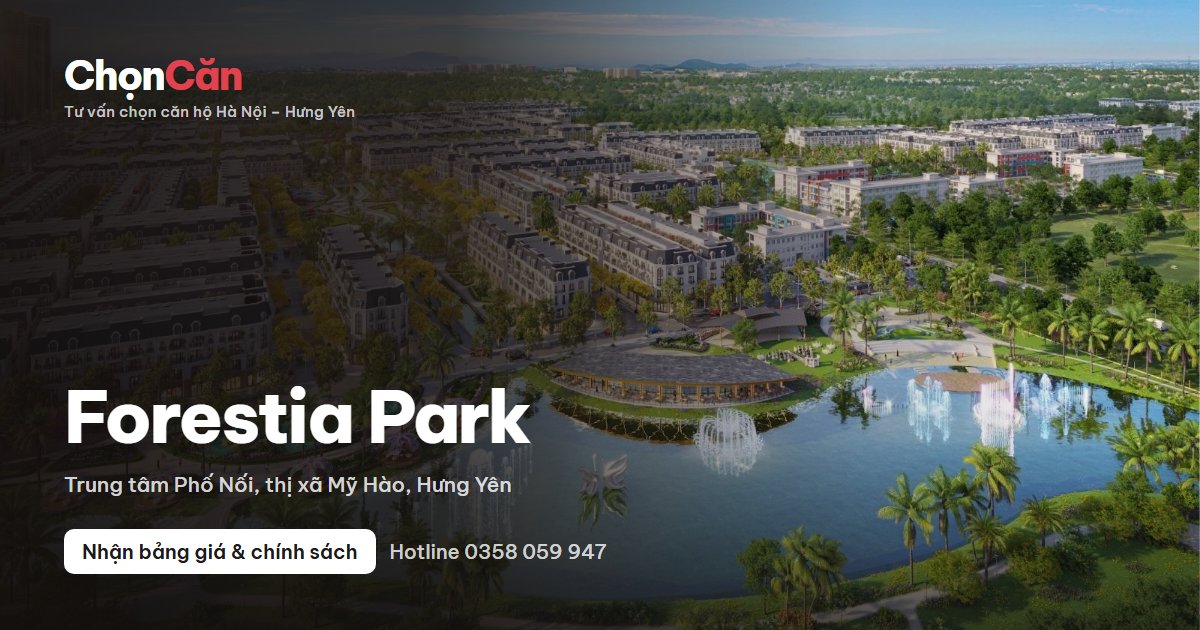 ChọnCăn
Tư vấn chọn căn hộ Hà Nội – Hưng Yên
Forestia Park
Trung tâm Phố Nối, thị xã Mỹ Hào, Hưng Yên
Nhận bảng giá & chính sách
Hotline 0358 059 947